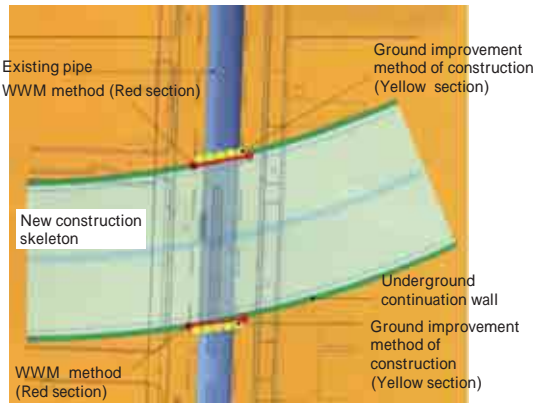 Existing pipe
WWM method (Red section)
Ground improvement
method of construction
(Yellow section)
New construction
skeleton
Underground
continuation wall
Ground improvement
method of
construction
(Yellow section)
WWM method
(Red section)